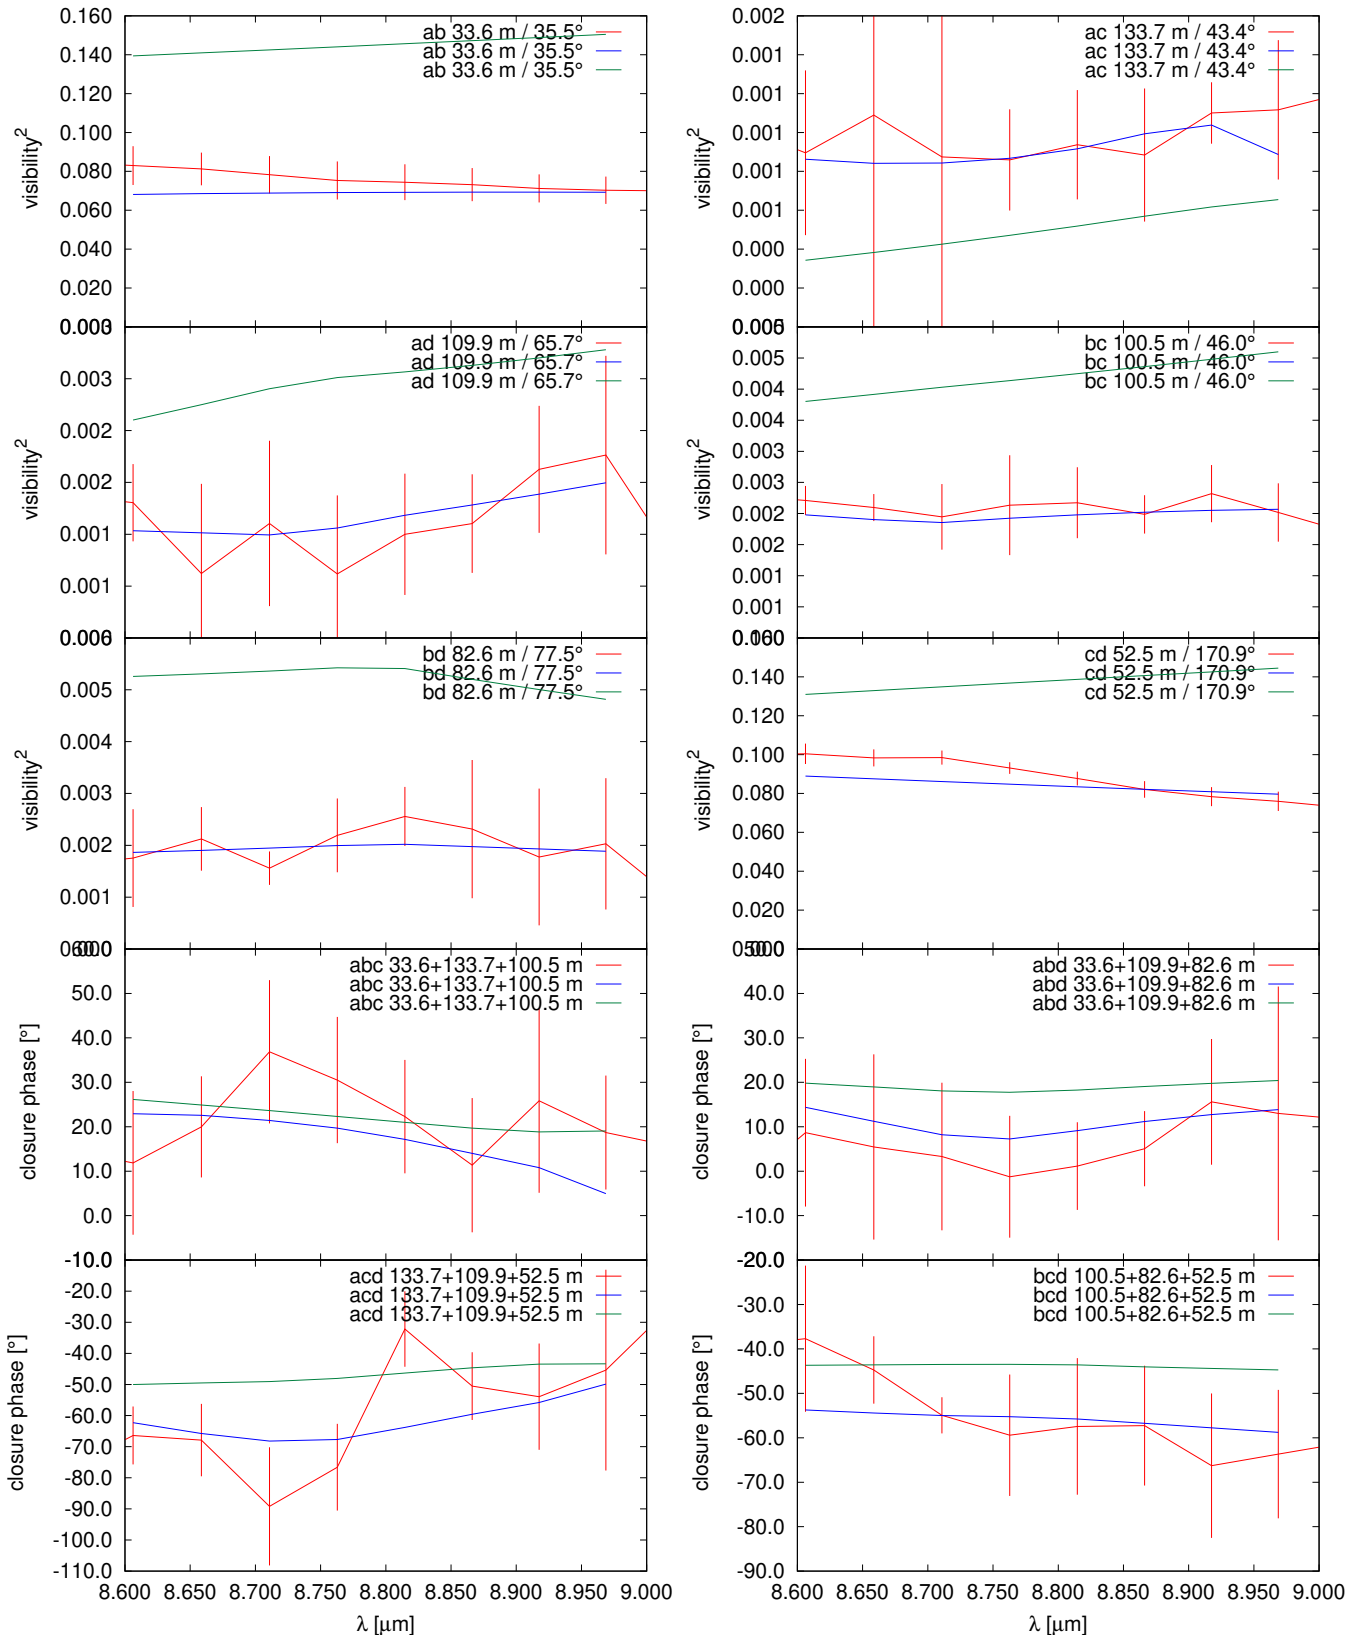 0.160
0.140
0.120
0.100
0.080
0.060
0.040
0.020
visibility²
ab 33.6 m / 35.5°
ab 33.6 m / 35.5°
ab 33.6 m / 35.5°
0.002
0.001
0.001
0.001
0.001
0.001
0.000
0.000
visibility²
ac 133.7 m / 43.4°
ac 133.7 m / 43.4°
ac 133.7 m / 43.4°
0.003
0.003
0.002
0.002
0.001
0.001
visibility²
ad 109.9 m / 65.7°
ad 109.9 m / 65.7°
ad 109.9 m / 65.7°
0.005
0.005
0.004
0.004
0.003
0.003
0.002
0.002
0.001
0.001
visibility²
bc 100.5 m / 46.0°
bc 100.5 m / 46.0°
bc 100.5 m / 46.0°
0.006
0.005
0.004
0.003
0.002
0.001
visibility²
bd 82.6 m / 77.5°
bd 82.6 m / 77.5°
bd 82.6 m / 77.5°
0.160
0.140
0.120
0.100
0.080
0.060
0.040
0.020
visibility²
cd 52.5 m / 170.9°
cd 52.5 m / 170.9°
cd 52.5 m / 170.9°
60.0
50.0
40.0
30.0
20.0
10.0
0.0
-10.0
closure phase [°]
abc 33.6+133.7+100.5 m
abc 33.6+133.7+100.5 m
abc 33.6+133.7+100.5 m
50.0
40.0
30.0
20.0
10.0
0.0
-10.0
-20.0
closure phase [°]
abd 33.6+109.9+82.6 m
abd 33.6+109.9+82.6 m
abd 33.6+109.9+82.6 m
-10.0
-20.0
-30.0
-40.0
-50.0
-60.0
-70.0
-80.0
-90.0
-100.0
-110.0
closure phase [°]
acd 133.7+109.9+52.5 m
acd 133.7+109.9+52.5 m
acd 133.7+109.9+52.5 m
8.600 8.650 8.700 8.750 8.800 8.850 8.900 8.950 9.000
λ [μm]
-20.0
-30.0
-40.0
-50.0
-60.0
-70.0
-80.0
-90.0
closure phase [°]
bcd 100.5+82.6+52.5 m
bcd 100.5+82.6+52.5 m
bcd 100.5+82.6+52.5 m
8.600 8.650 8.700 8.750 8.800 8.850 8.900 8.950 9.000
λ [μm]